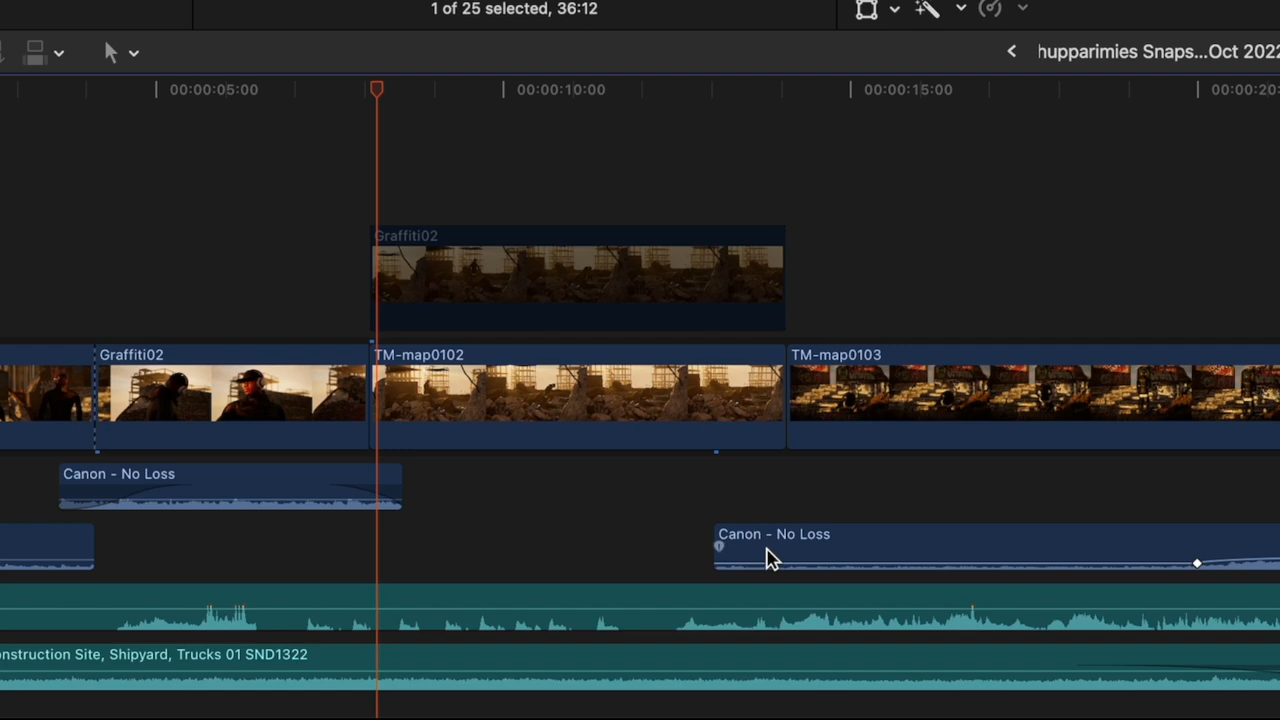 1 of 25 selected, 36:12
hupparimies Snaps...Oct 2022
00:00:05:00
00:00:10:00
00:00:15:00
00:00:20:
Graffiti02
Graffiti02
TM-map0102
TM-map0103
Canon - No Loss
Canon - No Loss
onstruction Site, Shipyard, Trucks 01 SND1322